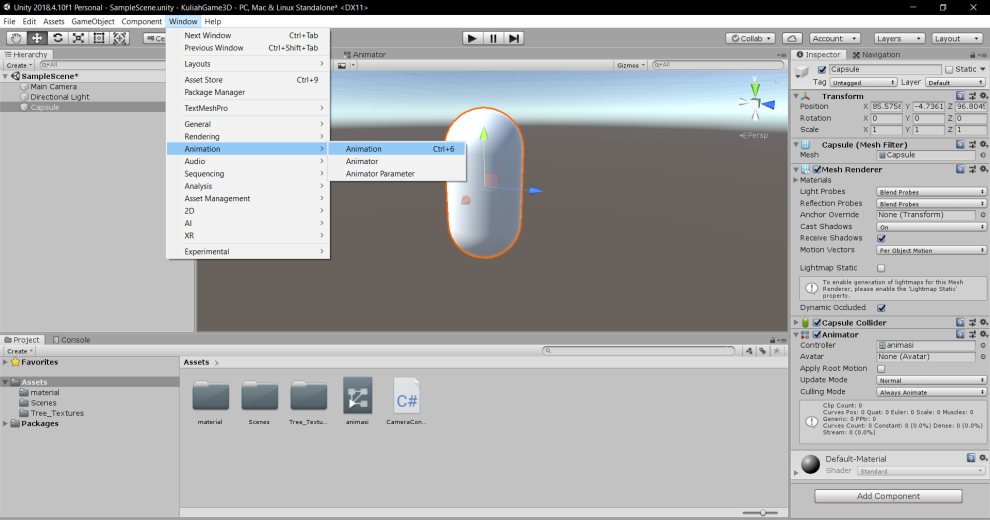 Unity 2018.4.10f1 Personal - SampleScene.unity - KuliahGame3D - PC, Mac & Linux Standalone* <DX11>
File Edit Assets GameObject Component Window Help
Collab Account Layers Layout
Next Window Ctrl+Tab
Previous Window Ctrl+Shift+Tab
Layouts
Asset Store Ctrl+9
Package Manager
TextMeshPro
General
Rendering
Animation
Audio
Sequencing
Analysis
Asset Management
2D
AI
XR
Experimental
Animation Ctrl+6
Animator
Animator Parameter
Hierarchy
Create All
SampleScene*
Main Camera
Directional Light
Capsule
Animator
Gizmos All
y
z
Persp
Inspector Navigation
Capsule Static
Tag Untagged Layer Default
Transform
Position X 85.5756 Y -4.7361 Z 96.8045
Rotation X 0 Y 0 Z 0
Scale X 1 Y 1 Z 1
Capsule (Mesh Filter)
Mesh Capsule
Mesh Renderer
Materials
Light Probes Blend Probes
Reflection Probes Blend Probes
Anchor Override None (Transform)
Cast Shadows On
Receive Shadows
Motion Vectors Per Object Motion
Lightmap Static
To enable generation of lightmaps for this Mesh
Renderer, please enable the 'Lightmap Static'
property.
Dynamic Occluded
Capsule Collider
Animator
Controller animasi
Avatar None (Avatar)
Apply Root Motion
Update Mode Normal
Culling Mode Always Animate
Clip Count: 0
Curves Pos: 0 Quat: 0 Euler: 0 Scale: 0 Muscles: 0
Generic: 0 PPtr: 0
Curves Count: 0 Constant: 0 (0.0%) Dense: 0 (0.0%)
Stream: 0 (0.0%)
Default-Material
Shader Standard
Add Component
Project Console
Create
Favorites
Assets
material
Scenes
Tree_Textures
Packages
Assets
material Scenes Tree_Textu... animasi CameraCon...
C#